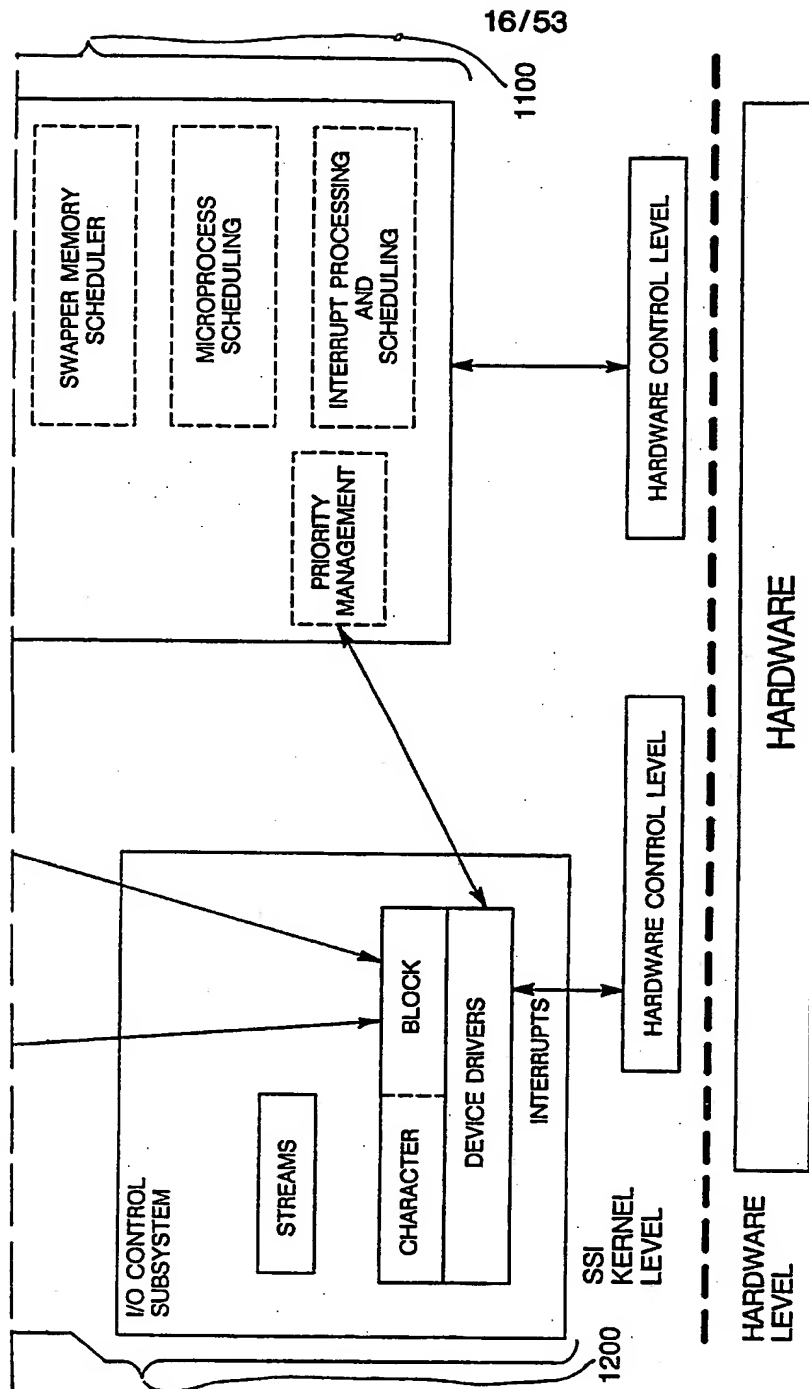 16/53
1100
SWAPPER MEMORY
SCHEDULER
MICROPROCESS
SCHEDULING
INTERRUPT PROCESSING
AND
SCHEDULING
PRIORITY
MANAGEMENT
HARDWARE CONTROL LEVEL
I/O CONTROL
SUBSYSTEM
STREAMS
CHARACTER
BLOCK
DEVICE DRIVERS
INTERRUPTS
HARDWARE CONTROL LEVEL
SSI
KERNEL
LEVEL
1200
HARDWARE
LEVEL
HARDWARE